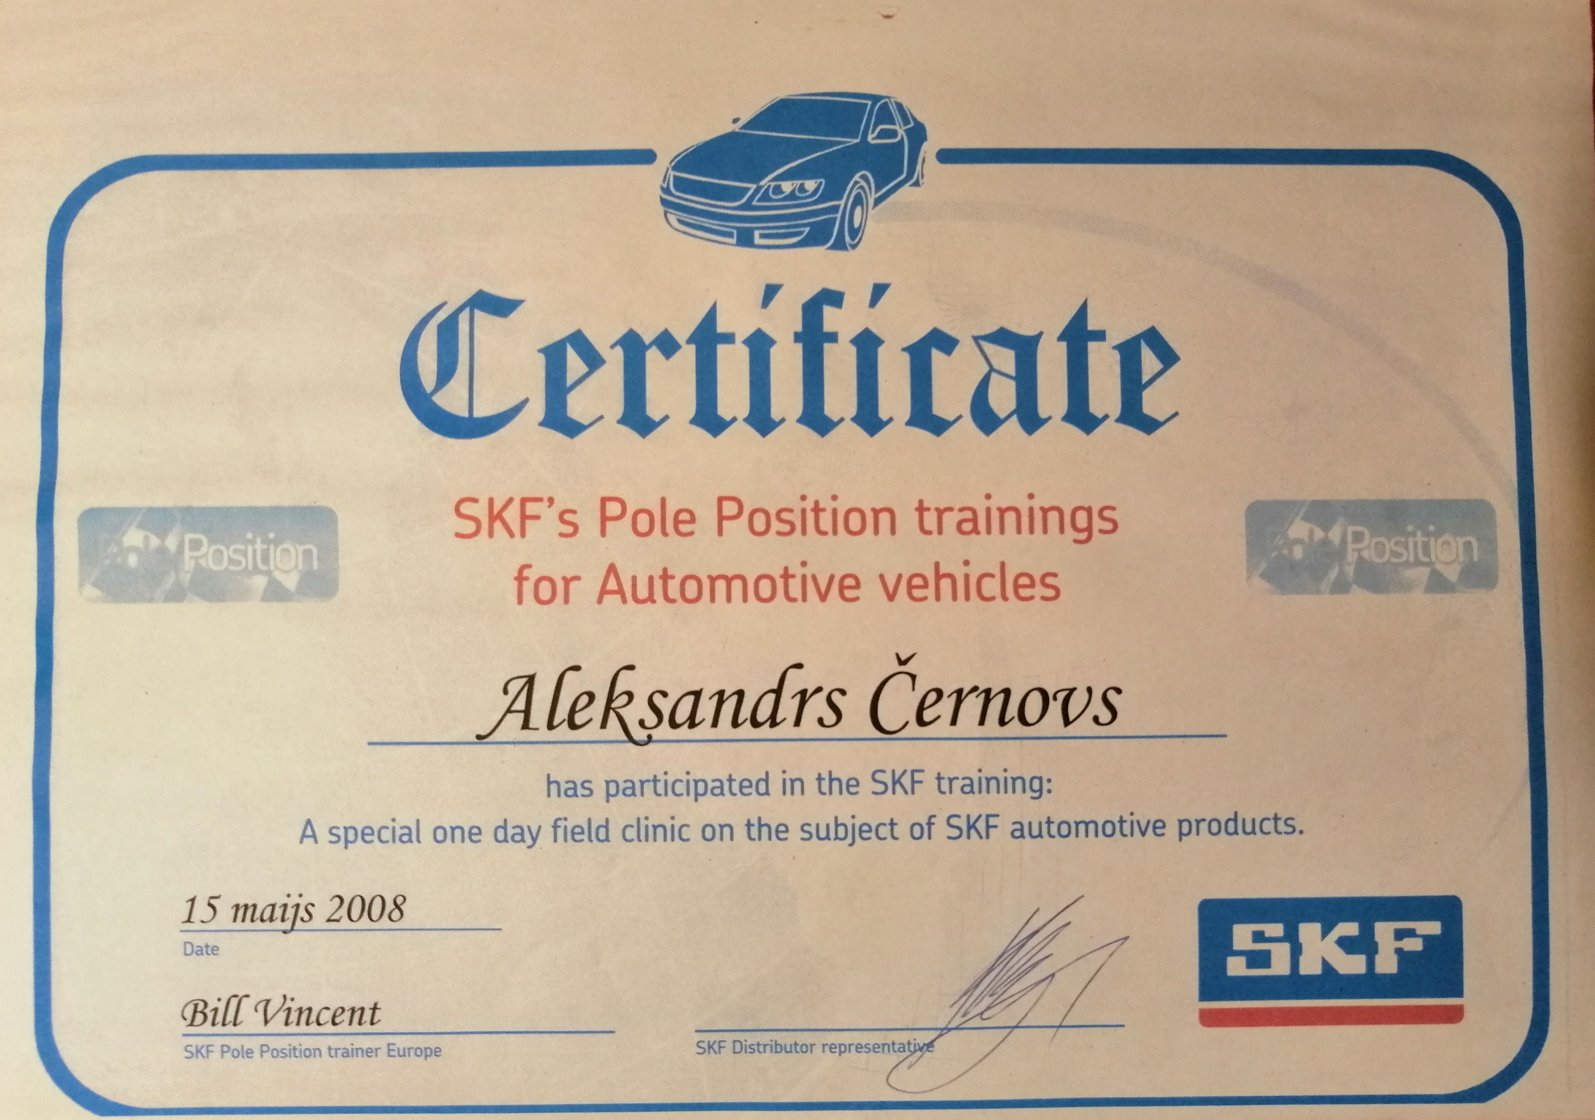 Certificate
SKF's Pole Position trainings
for Automotive vehicles
Pole Position
Pole Position
Aleksandrs Černovs
has participated in the SKF training:
A special one day field clinic on the subject of SKF automotive products.
15 maijs 2008
Date
Bill Vincent
SKF Pole Position trainer Europe
SKF Distributor representative
SKF